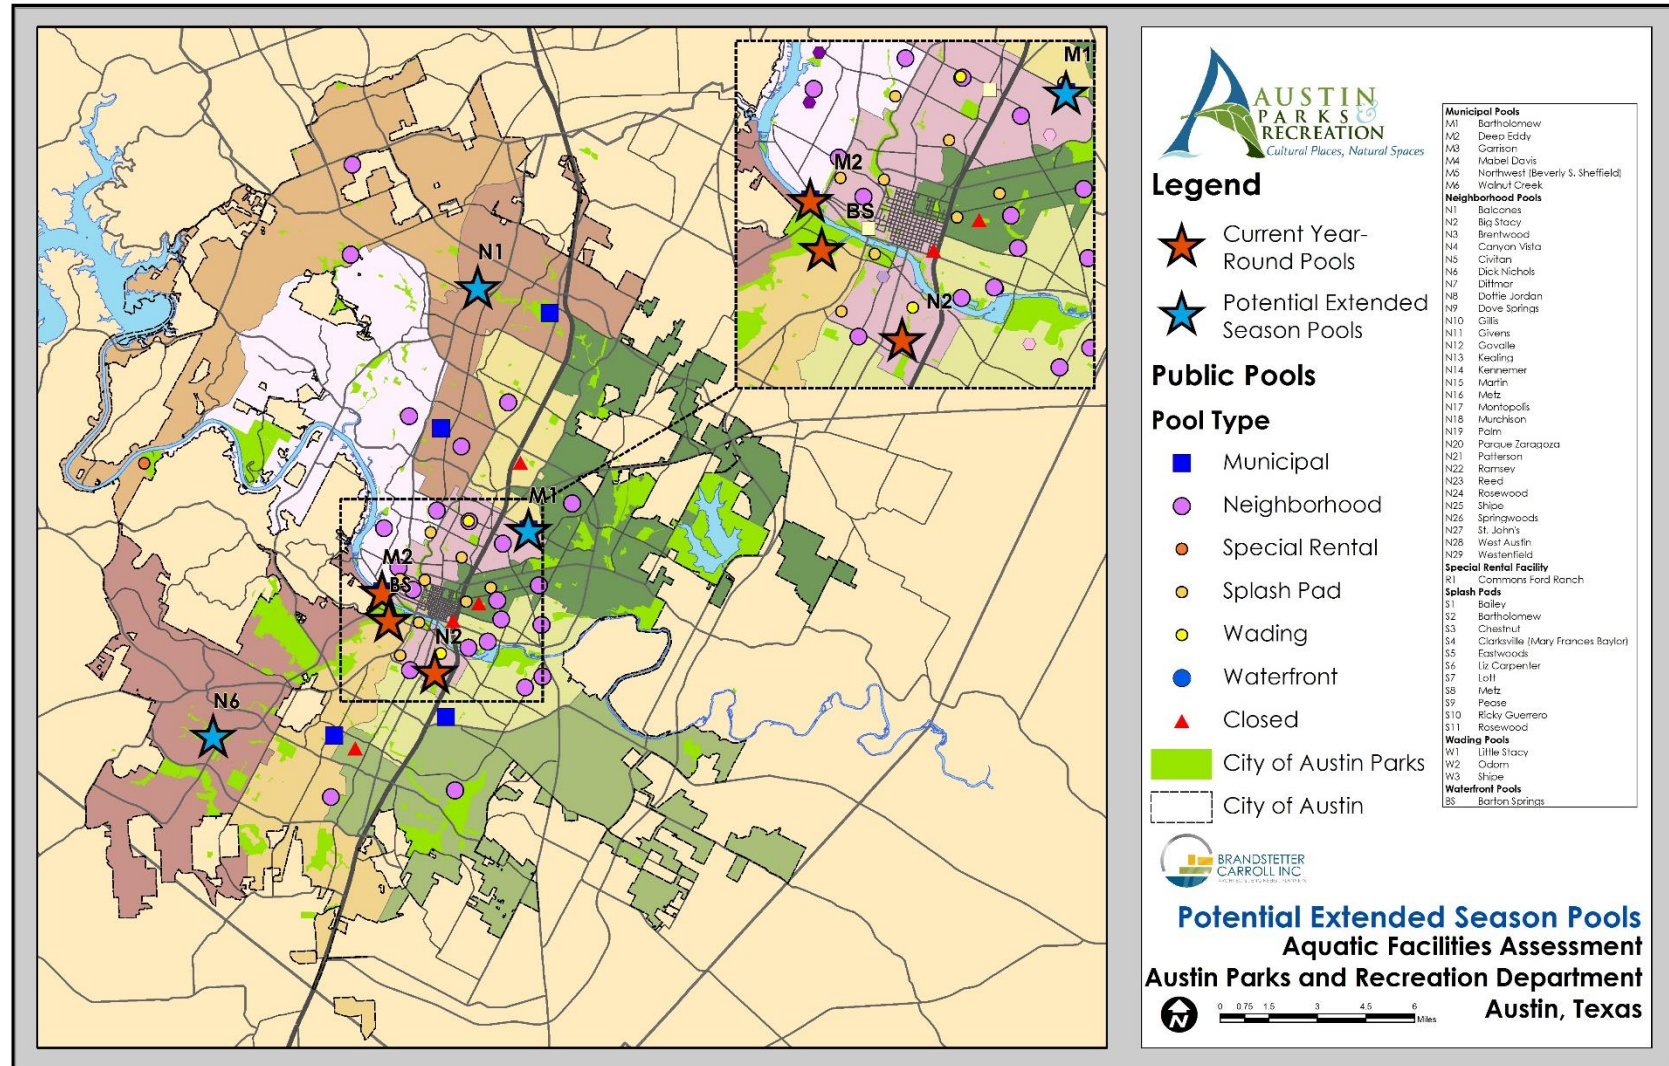 N1
M1
M2
BS
N2
N6
M1
M2
BS
N2
AUSTIN
PARKS &
RECREATION
Cultural Places, Natural Spaces
Legend
Current Year-
Round Pools
Potential Extended
Season Pools
Public Pools
Pool Type
Municipal
Neighborhood
Special Rental
Splash Pad
Wading
Waterfront
Closed
City of Austin Parks
City of Austin
Municipal Pools
M1 Bartholomew
M2 Deep Eddy
M3 Garrison
M4 Mabel Davis
M5 Northwest (Beverly S. Sheffield)
M6 Walnut Creek
Neighborhood Pools
N1 Balcones
N2 Big Stacy
N3 Brentwood
N4 Canyon Vista
N5 Civitan
N6 Dick Nichols
N7 Dittmar
N8 Dottie Jordan
N9 Dove Springs
N10 Gillis
N11 Givens
N12 Govalle
N13 Kealing
N14 Kennemer
N15 Martin
N16 Metz
N17 Montopolis
N18 Murchison
N19 Palm
N20 Parque Zaragoza
N21 Patterson
N22 Ramsey
N23 Reed
N24 Rosewood
N25 Shipe
N26 Springwoods
N27 St. John's
N28 West Austin
N29 Westenfield
Special Rental Facility
R1 Commons Ford Ranch
Splash Pads
S1 Bailey
S2 Bartholomew
S3 Chestnut
S4 Clarksville (Mary Frances Baylor)
S5 Eastwoods
S6 Liz Carpenter
S7 Lott
S8 Metz
S9 Pease
S10 Ricky Guerrero
S11 Rosewood
Wading Pools
W1 Little Stacy
W2 Odom
W3 Shipe
Waterfront Pools
BS Barton Springs
BRANDSTETTER
CARROLL INC
Potential Extended Season Pools
Aquatic Facilities Assessment
Austin Parks and Recreation Department
Austin, Texas
N
0 0.75 1.5 3 4.5 6
Miles